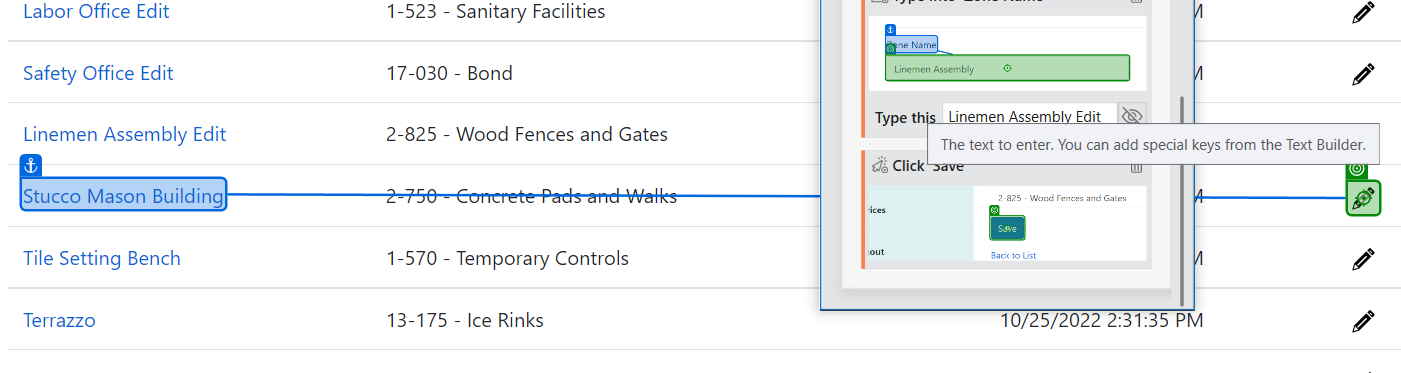 Labor Office Edit 1-523 - Sanitary Facilities
Type Into 'Zone Name'
Zone Name
Safety Office Edit 17-030 - Bond
Linemen Assembly
Type this Linemen Assembly Edit
Linemen Assembly Edit 2-825 - Wood Fences and Gates
The text to enter. You can add special keys from the Text Builder.
Click 'Save'
Stucco Mason Building 2-750 - Concrete Pads and Walks
2-825 - Wood Fences and Gates
Save
Back to List
Tile Setting Bench 1-570 - Temporary Controls
Terrazzo 13-175 - Ice Rinks 10/25/2022 2:31:35 PM